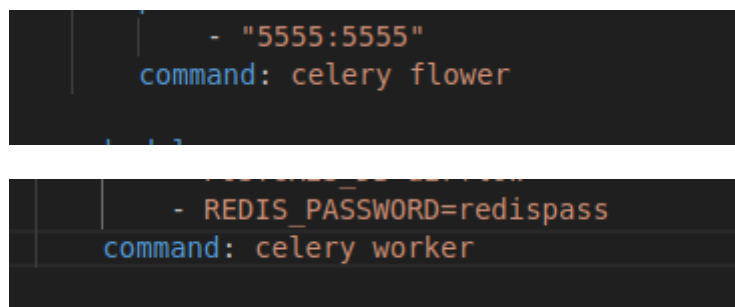 - "5555:5555"
command: celery flower
- REDIS_PASSWORD=redispass
command: celery worker